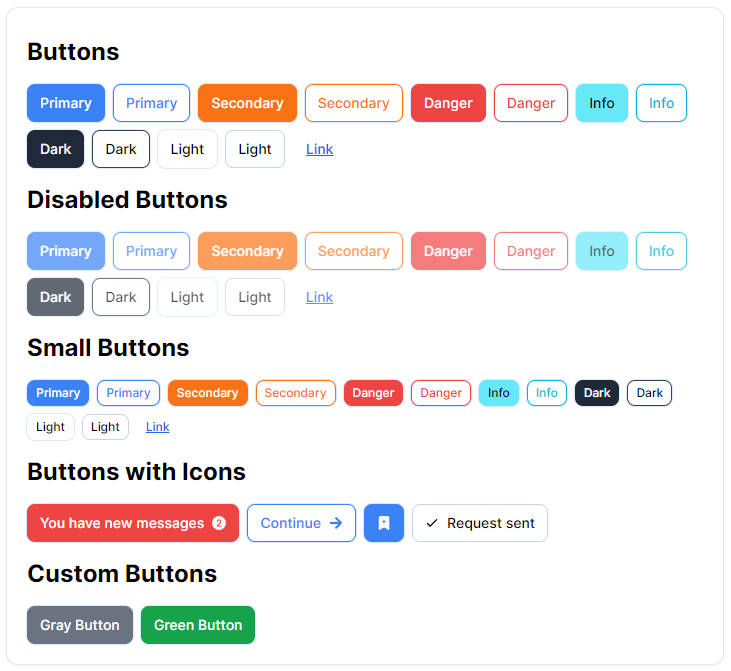 Buttons
Primary Primary Secondary Secondary Danger Danger Info Info
Dark Dark Light Light Link
Disabled Buttons
Primary Primary Secondary Secondary Danger Danger Info Info
Dark Dark Light Light Link
Small Buttons
Primary Primary Secondary Secondary Danger Danger Info Info Dark Dark
Light Light Link
Buttons with Icons
You have new messages 2 Continue Request sent
Custom Buttons
Gray Button Green Button